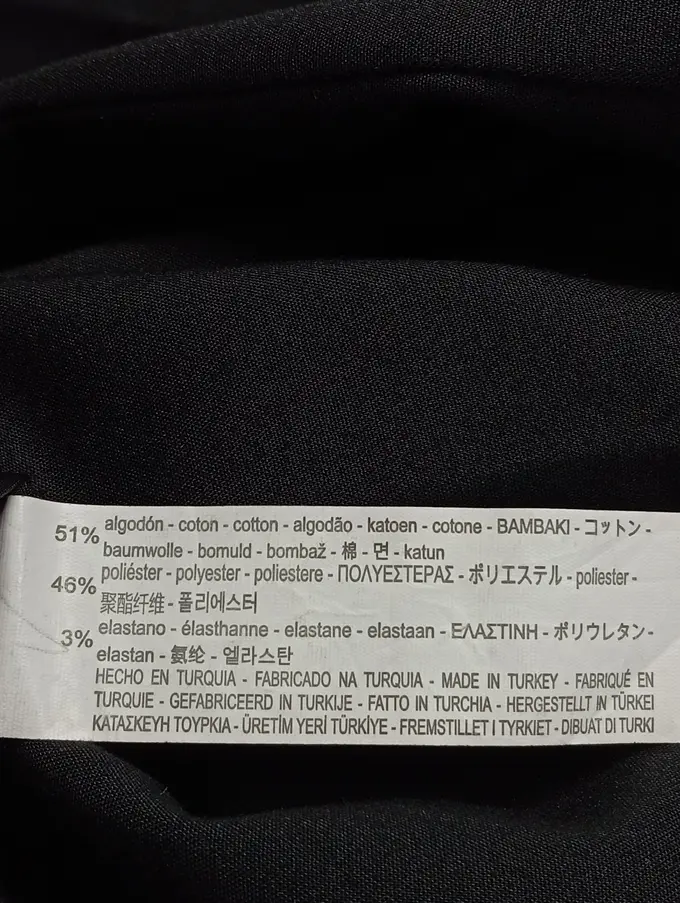 51% algodón - coton - cotton - algodão - katoen - cotone - BAMBAKI - コットン -
baumwolle - bomuld - bombaž - 棉 - 면 - katun
46% poliéster - polyester - poliestere - ΠΟΛΥΕΣΤΕΡΑΣ - ポリエステル - poliester -
聚酯纤维 - 폴리에스터
3% elastano - élasthanne - elastane - elastaan - ΕΛΑΣΤΙΝΗ - ポリウレタン -
elastan - 氨纶 - 엘라스탄
HECHO EN TURQUIA - FABRICADO NA TURQUIA - MADE IN TURKEY - FABRIQUÉ EN
TURQUIE - GEFABRICEERD IN TURKIJE - FATTO IN TURCHIA - HERGESTELLT IN TÜRKEI
ΚΑΤΑΣΚΕΥΗ ΤΟΥΡΚΙΑ - ÜRETİM YERİ TÜRKİYE - FREMSTILLET I TYRKIET - DIBUAT DI TURKI